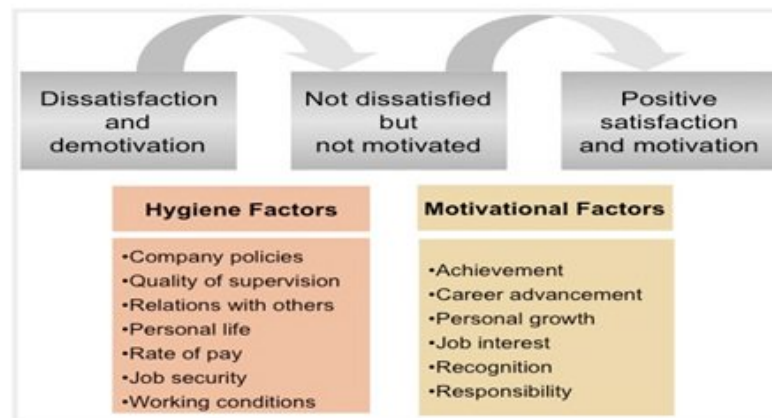 Dissatisfaction
and
demotivation
Not dissatisfied
but
not motivated
Positive
satisfaction
and motivation
Hygiene Factors
•Company policies
•Quality of supervision
•Relations with others
•Personal life
•Rate of pay
•Job security
•Working conditions
Motivational Factors
•Achievement
•Career advancement
•Personal growth
•Job interest
•Recognition
•Responsibility